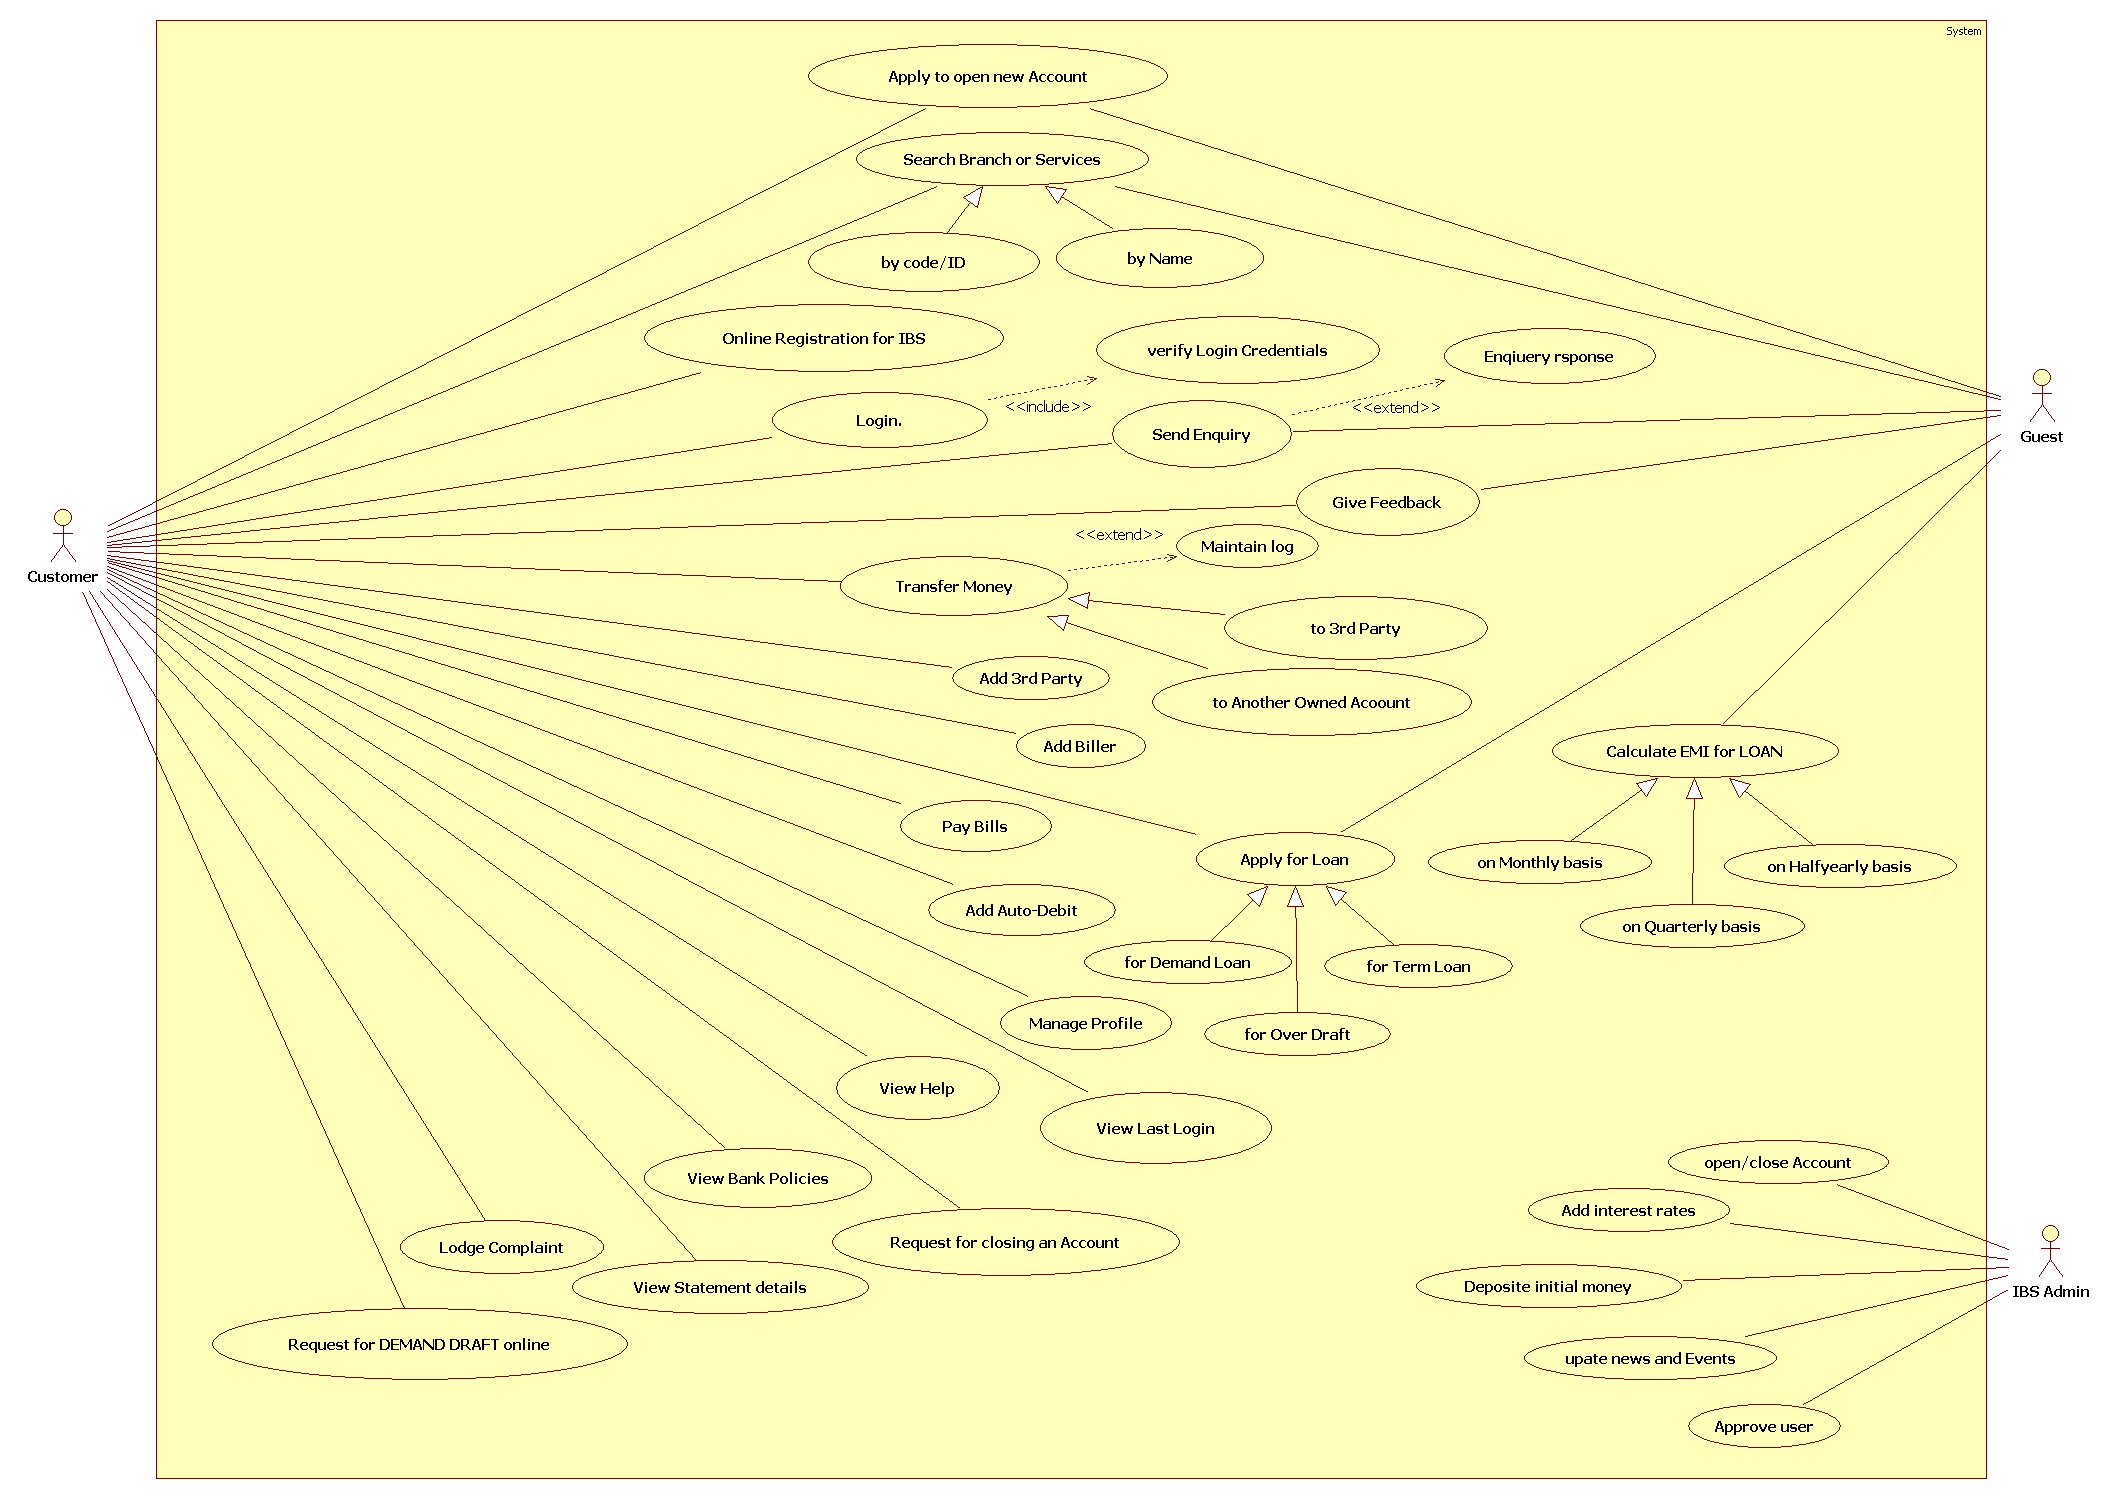 System
Apply to open new Account
Search Branch or Services
by code/ID
by Name
Online Registration for IBS
verify Login Credentials
Enqiuery rsponse
<<include>>
<<extend>>
Login.
Send Enquiry
Guest
Give Feedback
<<extend>>
Maintain log
Customer
Transfer Money
to 3rd Party
Add 3rd Party
to Another Owned Acoount
Add Biller
Calculate EMI for LOAN
Pay Bills
Apply for Loan
on Monthly basis
on Halfyearly basis
Add Auto-Debit
on Quarterly basis
for Demand Loan
for Term Loan
Manage Profile
for Over Draft
View Help
View Last Login
open/close Account
View Bank Policies
Add interest rates
Lodge Complaint
Request for closing an Account
View Statement details
Deposite initial money
IBS Admin
Request for DEMAND DRAFT online
upate news and Events
Approve user